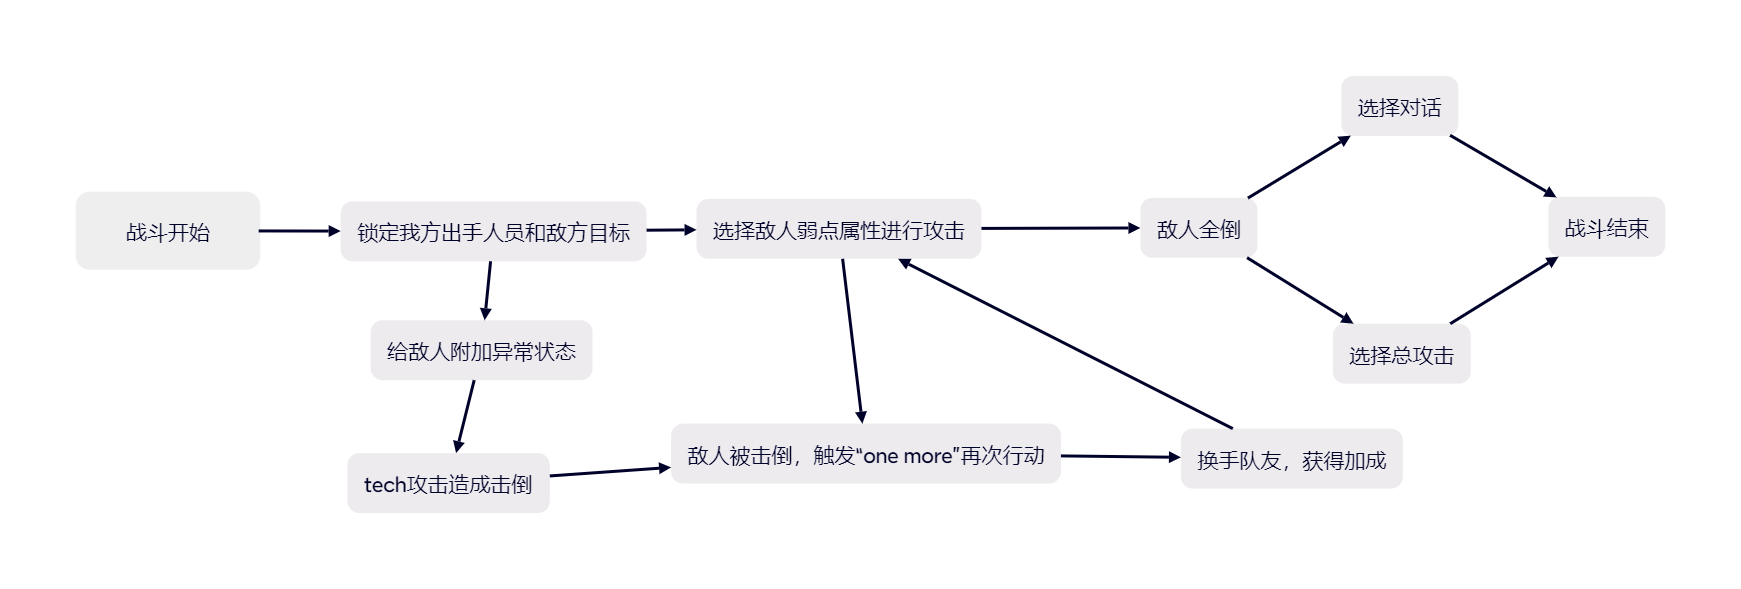 战斗开始
锁定我方出手人员和敌方目标
选择敌人弱点属性进行攻击
敌人全倒
选择对话
选择总攻击
战斗结束
给敌人附加异常状态
tech攻击造成击倒
敌人被击倒，触发“one more”再次行动
换手队友，获得加成